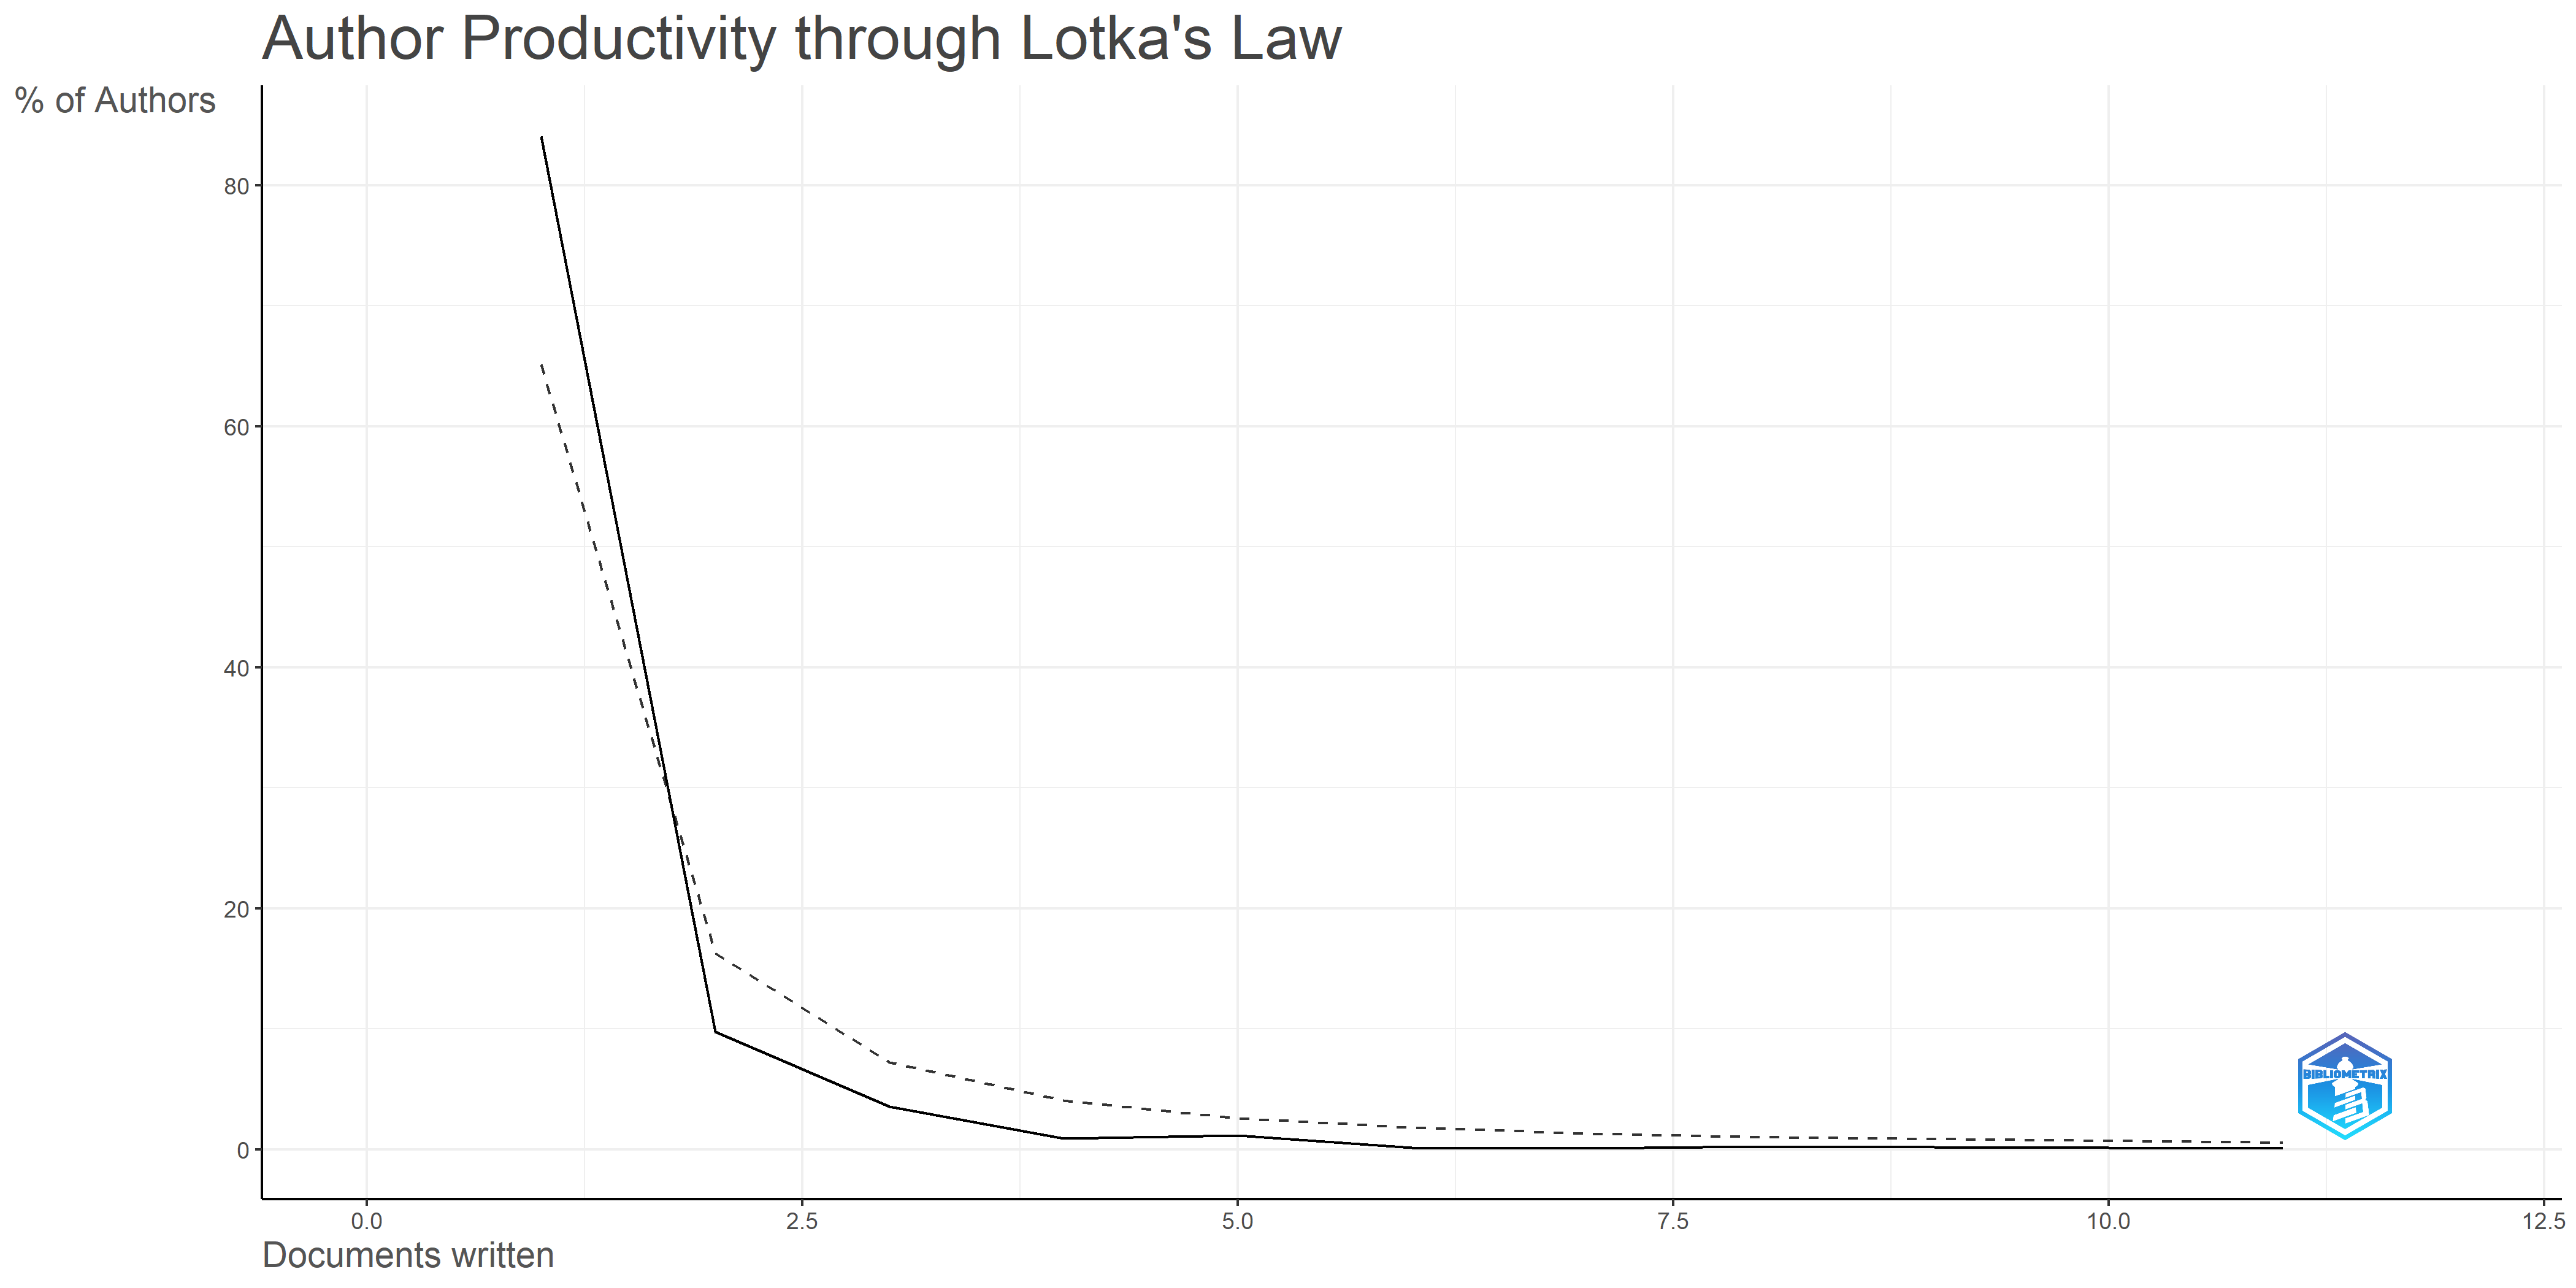 Author Productivity through Lotka's Law
% of Authors
80
60
40
20
0
0.0 2.5 5.0 7.5 10.0 12.5
Documents written
BIBLIOMETRIX